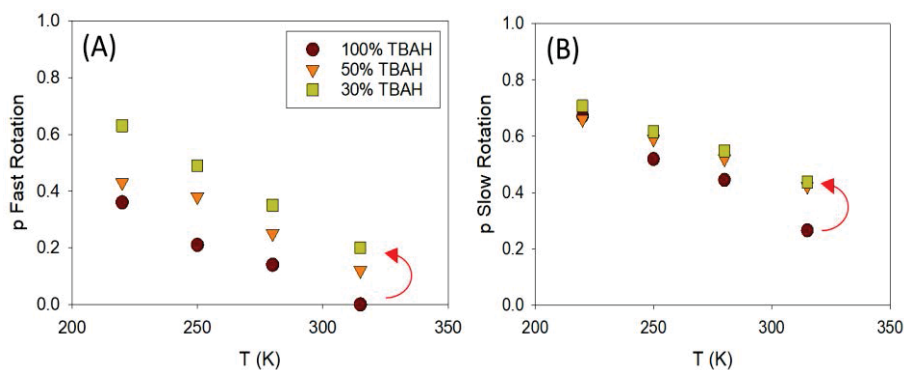 (A)
1.0
0.8
0.6
0.4
0.2
0.0
p Fast Rotation
100% TBAH
50% TBAH
30% TBAH
200 250 300 350
T (K)
(B)
1.0
0.8
0.6
0.4
0.2
0.0
p Slow Rotation
200 250 300 350
T (K)